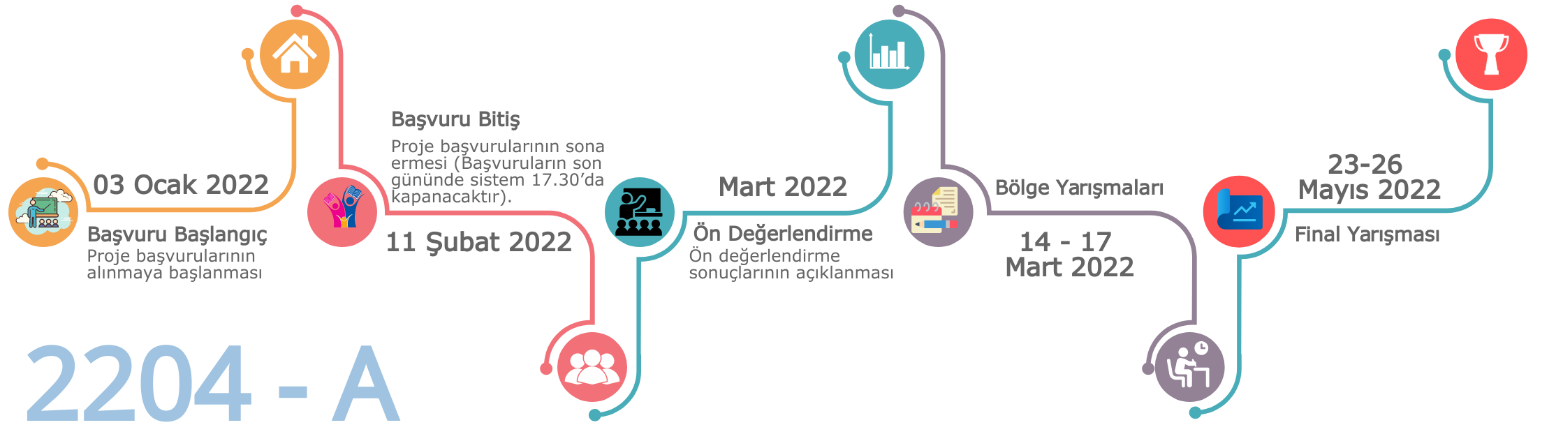 03 Ocak 2022
Başvuru Başlangıç
Proje başvurularının
alınmaya başlanması
Başvuru Bitiş
Proje başvurularının sona
ermesi (Başvuruların son
gününde sistem 17.30’da
kapanacaktır).
11 Şubat 2022
Mart 2022
Ön Değerlendirme
Ön değerlendirme
sonuçlarının açıklanması
Bölge Yarışmaları
14 - 17
Mart 2022
23-26
Mayıs 2022
Final Yarışması
2204 - A